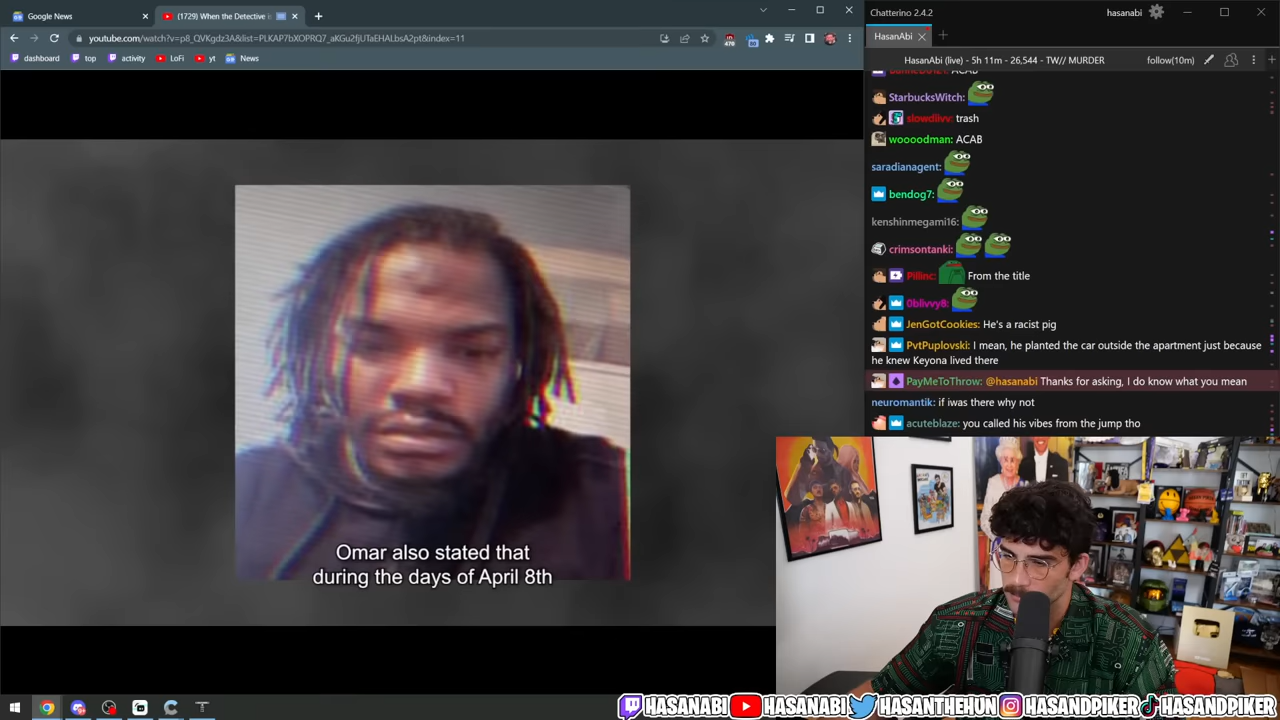 Google News
(1729) When the Detective i
youtube.com/watch?v=p8_QVKgdz3A&list=PLKAP7bXOPRQ7_aKGu2fjUTaEHALbsA2pt&index=11
470
80
dashboard
top
activity
LoFi
yt
News
Omar also stated that
during the days of April 8th
Chatterino 2.4.2
hasanabi
HasanAbi
HasanAbi (live) - 5h 11m - 26,544 - TW// MURDER
follow(10m)
ACAB
StarbucksWitch:
slowdiivv: trash
woooodman: ACAB
saradianagent:
bendog7:
kenshinmegami16:
crimsontanki:
Pillinc: From the title
0blivvy8:
JenGotCookies: He's a racist pig
PvtPuplovski: I mean, he planted the car outside the apartment just because
he knew Keyona lived there
PayMeToThrow: @hasanabi Thanks for asking, I do know what you mean
neuromantik: if iwas there why not
acuteblaze: you called his vibes from the jump tho
HASANABI HASANABI HASANTHEHUN HASANDPIKER HASANDPIKER